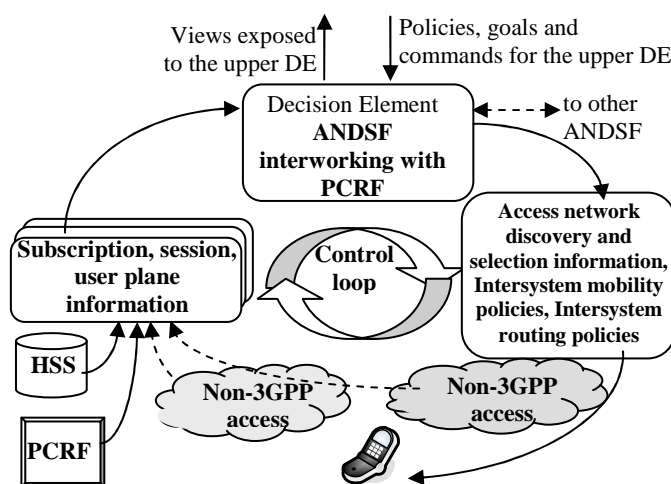 Views exposed
to the upper DE
Policies, goals and
commands for the upper DE
Decision Element
ANDSF
interworking with
PCRF
to other
ANDSF
Subscription, session,
user plane
information
Control
loop
Access network
discovery and
selection information,
Intersystem mobility
policies, Intersystem
routing policies
HSS
Non-3GPP
access
Non-3GPP
access
PCRF